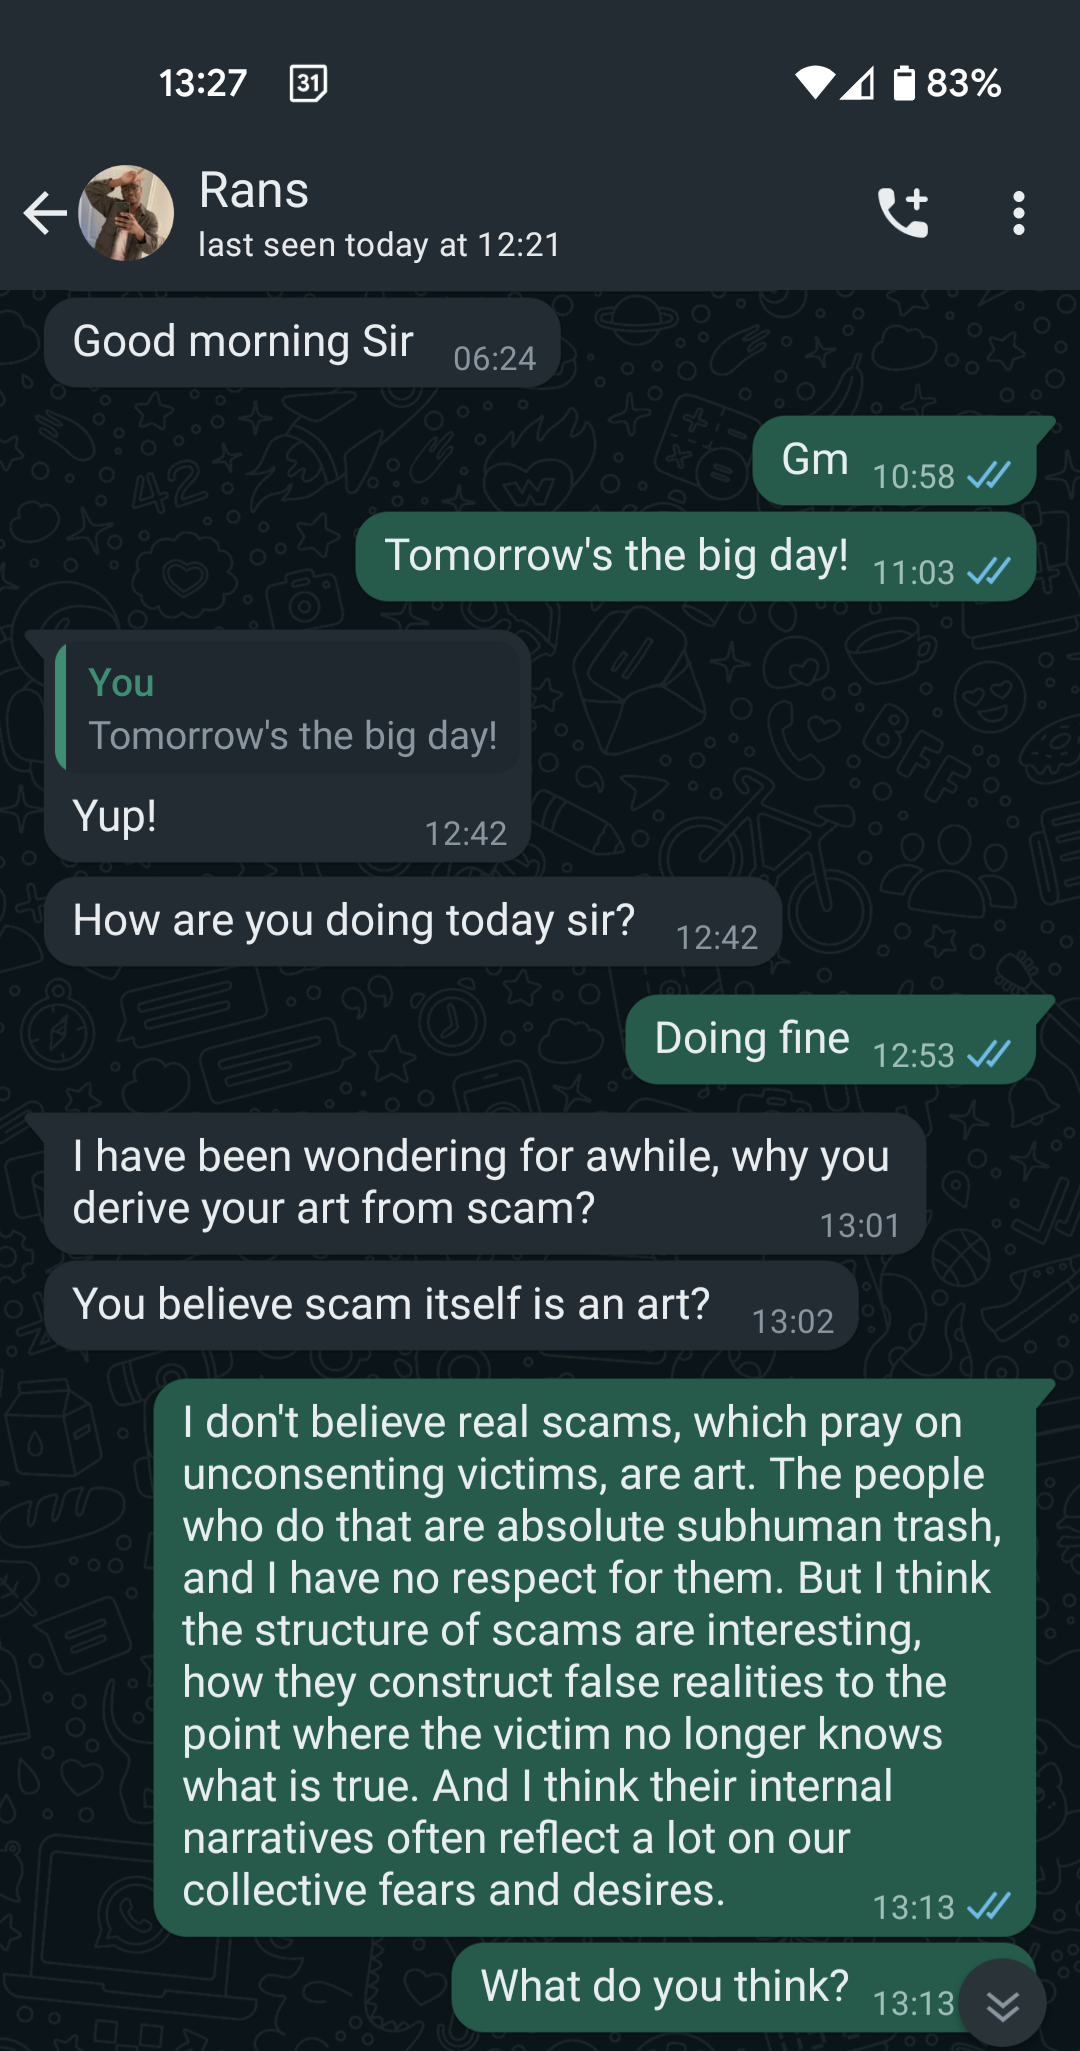 13:27 31 83%
Rans
last seen today at 12:21
Good morning Sir 06:24
Gm 10:58
Tomorrow's the big day! 11:03
You
Tomorrow's the big day!
Yup! 12:42
How are you doing today sir? 12:42
Doing fine 12:53
I have been wondering for awhile, why you
derive your art from scam? 13:01
You believe scam itself is an art? 13:02
I don't believe real scams, which pray on
unconsenting victims, are art. The people
who do that are absolute subhuman trash,
and I have no respect for them. But I think
the structure of scams are interesting,
how they construct false realities to the
point where the victim no longer knows
what is true. And I think their internal
narratives often reflect a lot on our
collective fears and desires. 13:13
What do you think? 13:13